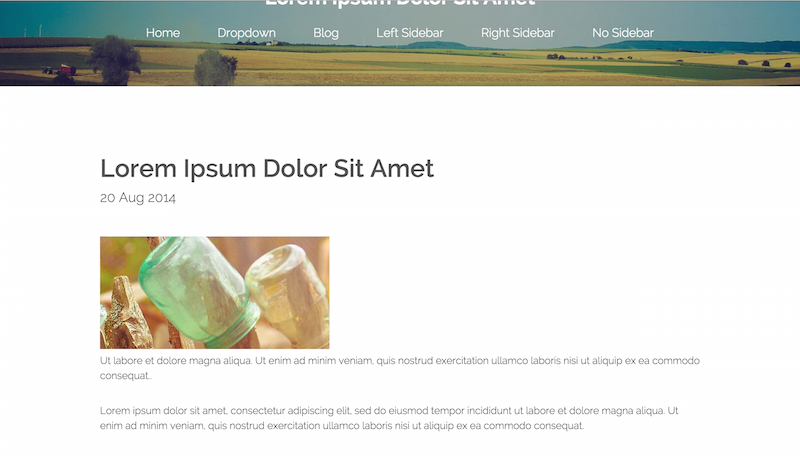 Lorem Ipsum Dolor Sit Amet
Home Dropdown Blog Left Sidebar Right Sidebar No Sidebar
Lorem Ipsum Dolor Sit Amet
20 Aug 2014
Ut labore et dolore magna aliqua. Ut enim ad minim veniam, quis nostrud exercitation ullamco laboris nisi ut aliquip ex ea commodo
consequat..
Lorem ipsum dolor sit amet, consectetur adipiscing elit, sed do eiusmod tempor incididunt ut labore et dolore magna aliqua. Ut
enim ad minim veniam, quis nostrud exercitation ullamco laboris nisi ut aliquip ex ea commodo consequat.